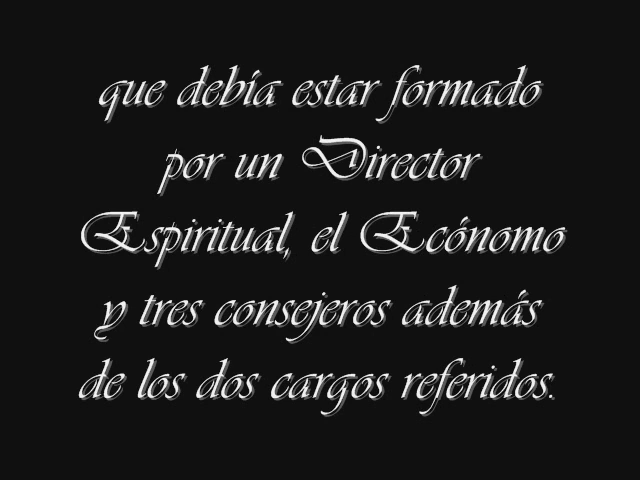 que debía estar formado
por un Director
Espiritual, el Ecónomo
y tres consejeros además
de los dos cargos referidos.